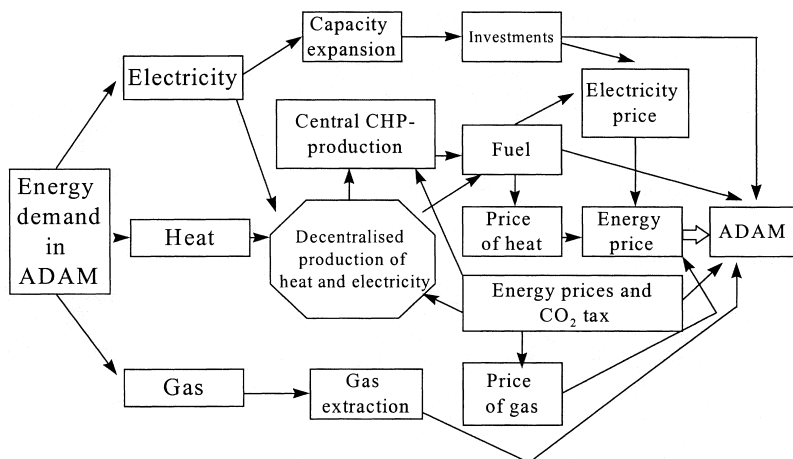 Capacity
expansion
Investments
Electricity
Electricity
price
Central CHP-
production
Fuel
Energy
demand
in
ADAM
Heat
Decentralised
production of
heat and electricity
Price
of heat
Energy
price
ADAM
Energy prices and
CO₂ tax
Gas
Gas
extraction
Price
of gas